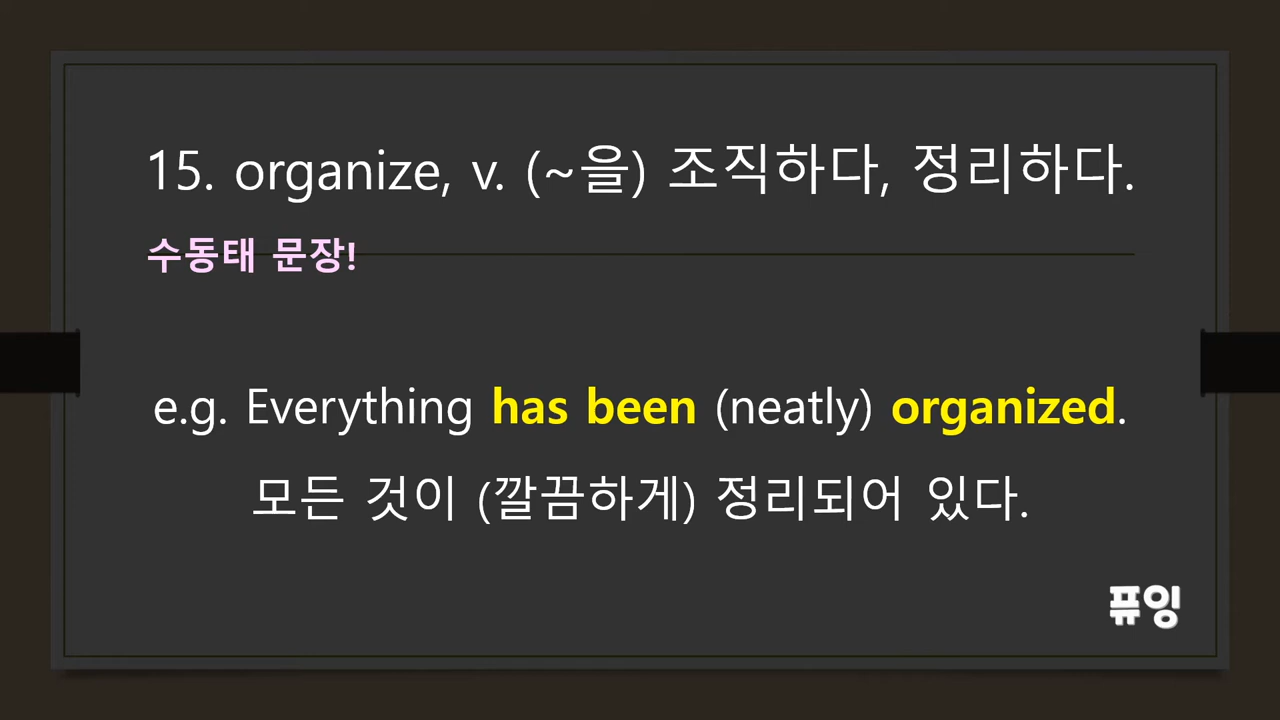 15. organize, v. (~을) 조직하다, 정리하다.
수동태 문장!
e.g. Everything has been (neatly) organized.
모든 것이 (깔끔하게) 정리되어 있다.
퓨잉